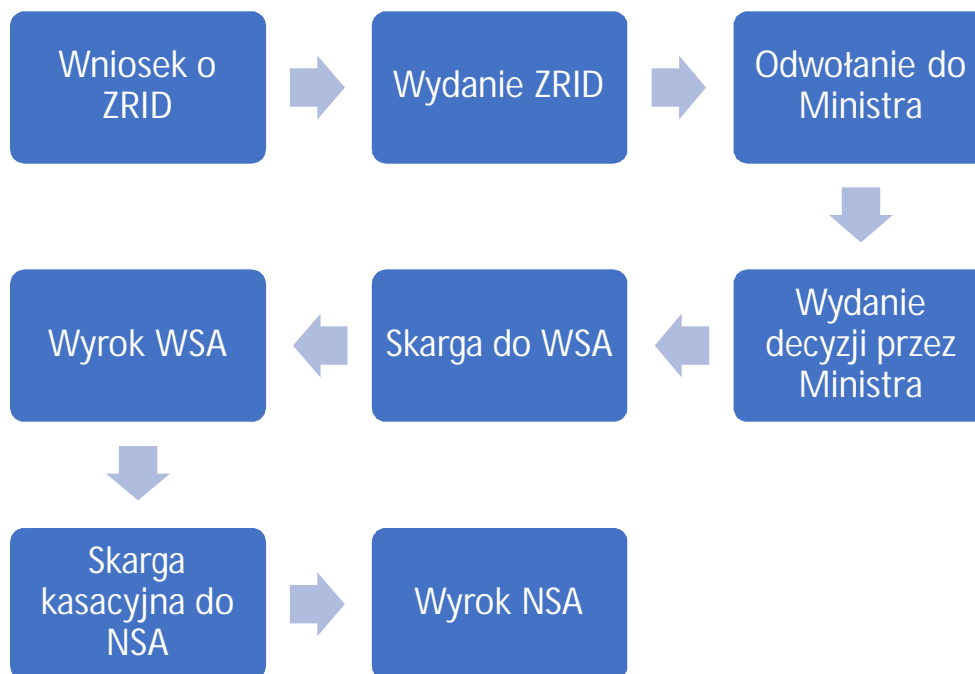 Wniosek o
ZRID
Wydanie ZRID
Odwołanie do
Ministra
Wydanie
decyzji przez
Ministra
Skarga do WSA
Wyrok WSA
Skarga
kasacyjna do
NSA
Wyrok NSA